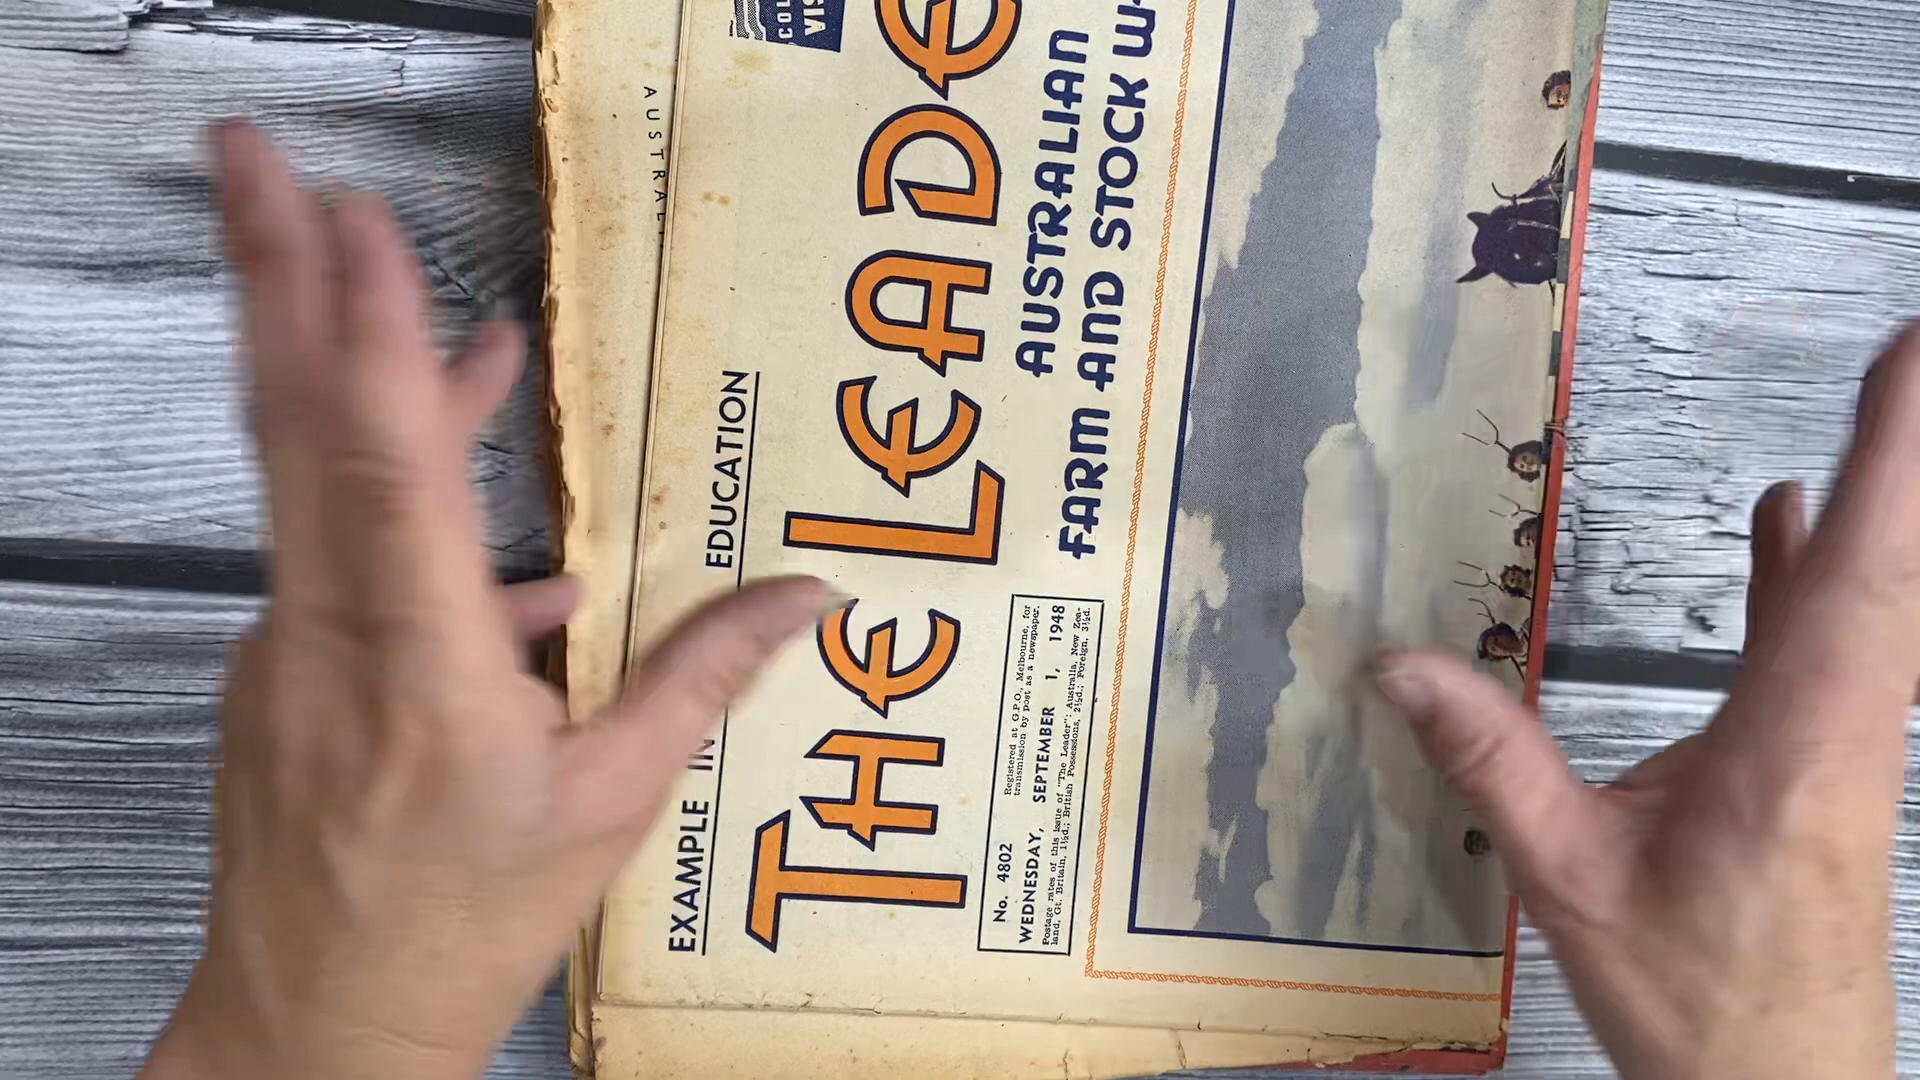 AUSTRAL
EXAMPLE IN EDUCATION
COL
VIS
THE LEADE
AUSTRALIAN
FARM AND STOCK W
No. 4802
Registered at G.P.O., Melbourne, for
transmission by post as a newspaper.
WEDNESDAY, SEPTEMBER 1, 1948
Postage rates of this issue of "The Leader": Australia, New Zea-
land, Gt. Britain, 1½d.; British Possessions, 2½d.; Foreign, 3½d.